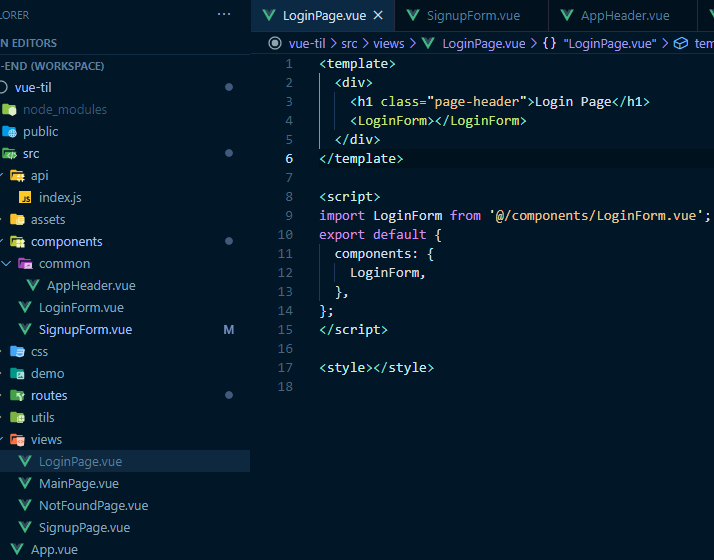 LORER ···
N EDITORS
-END (WORKSPACE)
vue-til
node_modules
public
src
api
JS index.js
assets
components
common
AppHeader.vue
LoginForm.vue
SignupForm.vue M
css
demo
routes
utils
views
LoginPage.vue
MainPage.vue
NotFoundPage.vue
SignupPage.vue
App.vue
LoginPage.vue × SignupForm.vue AppHeader.vue
vue-til > src > views > LoginPage.vue > {} "LoginPage.vue" > tem
1 <template>
2   <div>
3     <h1 class="page-header">Login Page</h1>
4     <LoginForm></LoginForm>
5   </div>
6 </template>
7
8 <script>
9 import LoginForm from '@/components/LoginForm.vue';
10 export default {
11   components: {
12     LoginForm,
13   },
14 };
15 </script>
16
17 <style></style>
18